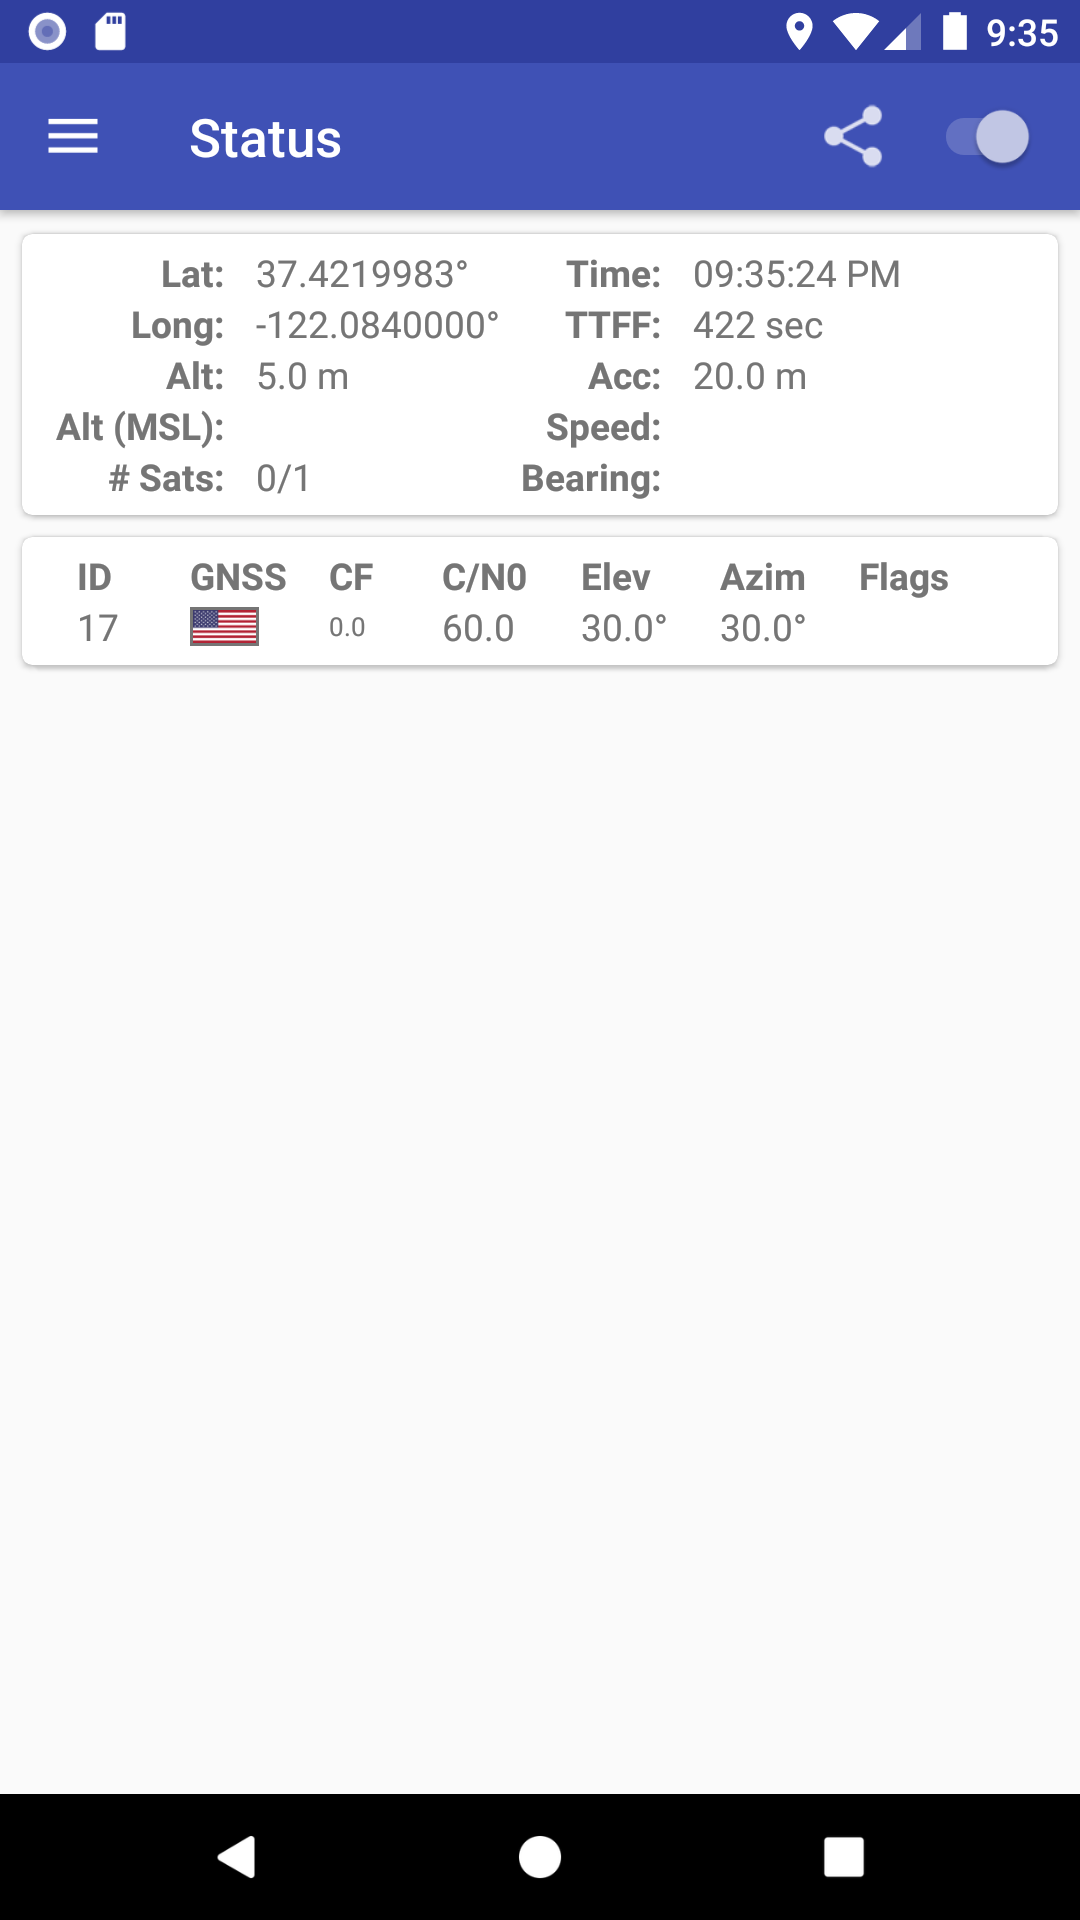 9:35
Status
Lat: 37.4219983° Time: 09:35:24 PM
Long: -122.0840000° TTFF: 422 sec
Alt: 5.0 m Acc: 20.0 m
Alt (MSL): Speed:
# Sats: 0/1 Bearing:
ID GNSS CF C/N0 Elev Azim Flags
17 0.0 60.0 30.0° 30.0°